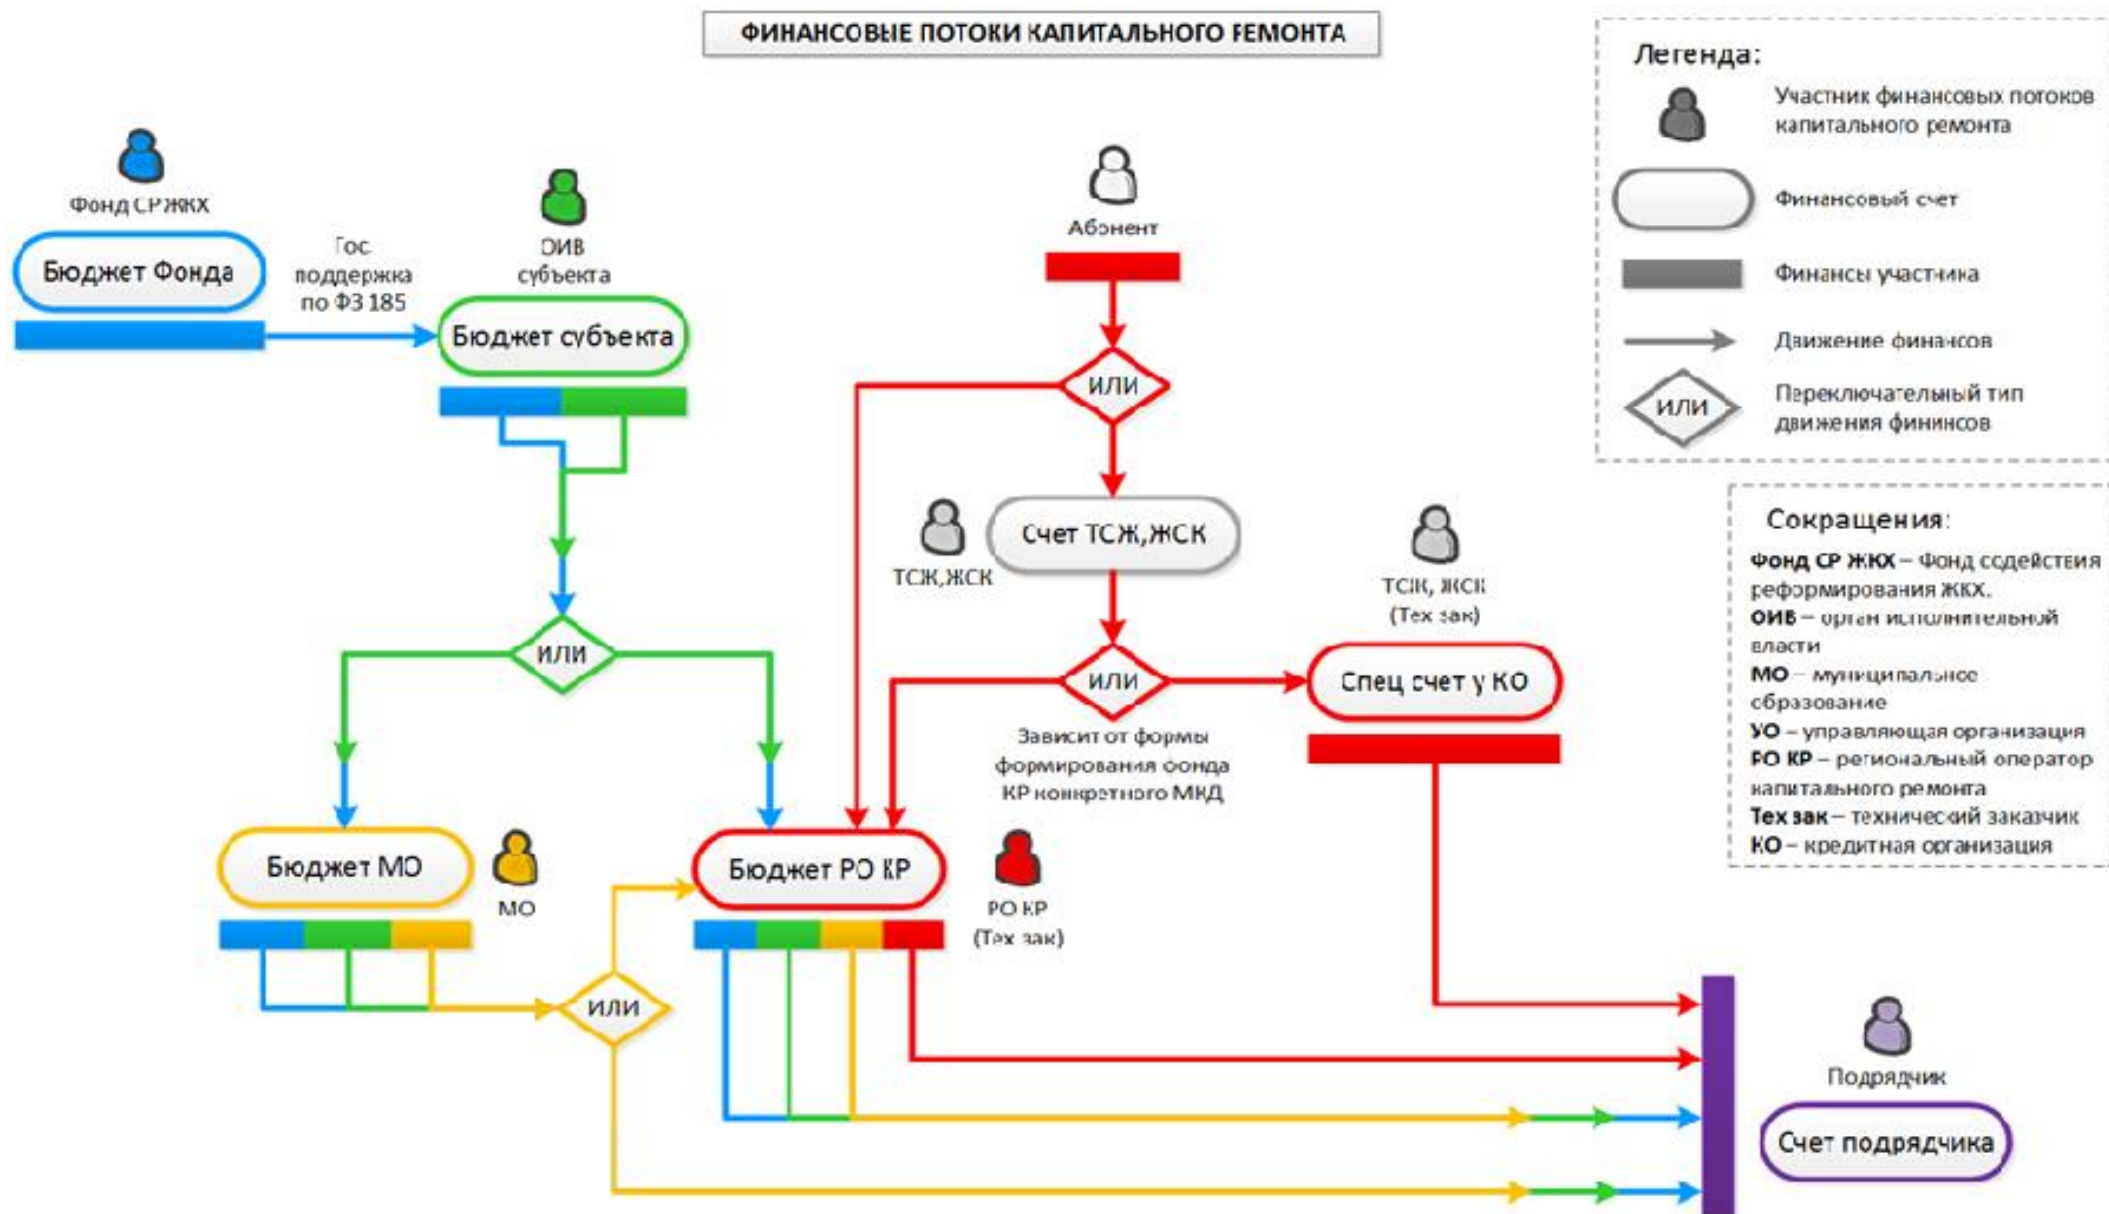 ФИНАНСОВЫЕ ПОТОКИ КАПИТАЛЬНОГО РЕМОНТА
Фонд СР ЖКХ
Бюджет Фонда
Гос
поддержка
по ФЗ 185
ОИВ
субъекта
Бюджет субъекта
Абонент
ИЛИ
ТСЖ,ЖСК
Счет ТСЖ,ЖСК
ТСЖ, ЖСК
(Тех зак)
ИЛИ
ИЛИ
Спец счет у КО
Зависит от формы
формирования фонда
КР конкретного МКД
Бюджет МО
МО
Бюджет РО КР
РО КР
(Тех зак)
ИЛИ
Подрядчик
Счет подрядчика
Легенда:
Участник финансовых потоков
капитального ремонта
Финансовый счет
Финансы участника
Движение финансов
ИЛИ
Переключательный тип
движения фининсов
Сокращения:
Фонд СР ЖКХ – Фонд содействия
реформирования ЖКХ.
ОИВ – орган исполнительной
власти
МО – муниципальное
образование
УО – управляющая организация
РО КР – региональный оператор
капитального ремонта
Тех зак – технический заказчик
КО – кредитная организация